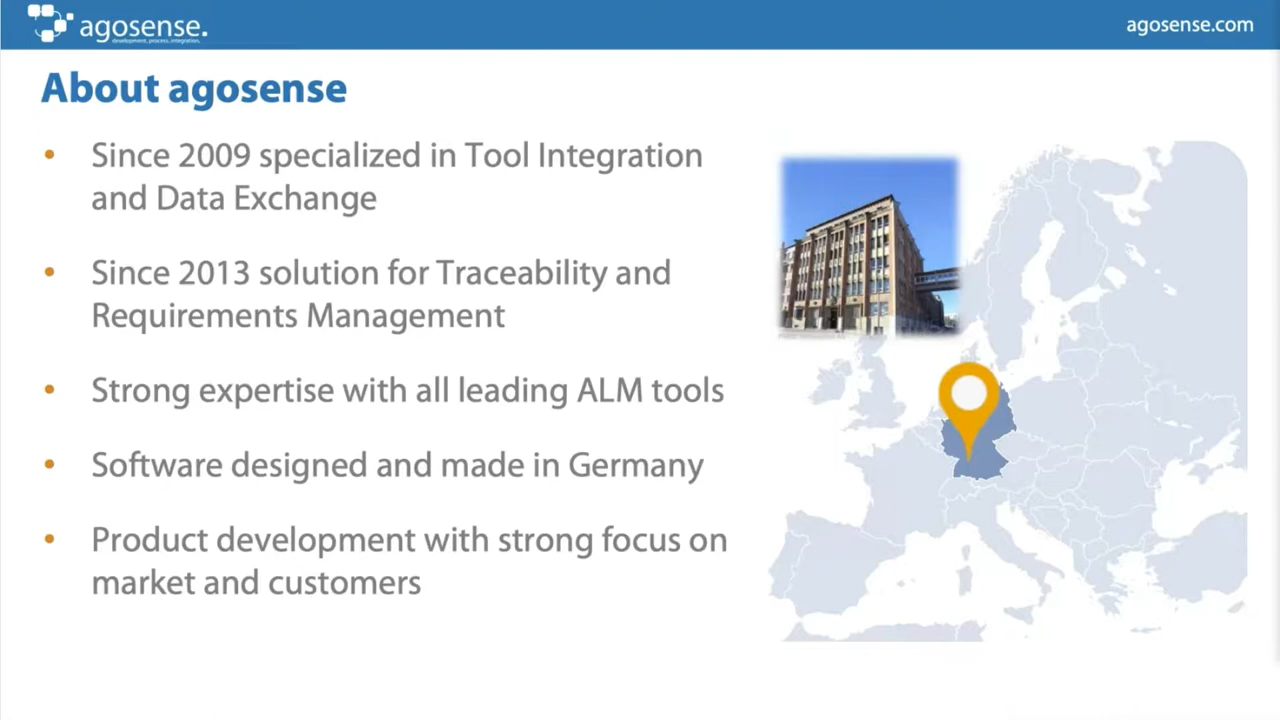 agosense.
development. process. integration.
agosense.com
About agosense
• Since 2009 specialized in Tool Integration
and Data Exchange
• Since 2013 solution for Traceability and
Requirements Management
• Strong expertise with all leading ALM tools
• Software designed and made in Germany
• Product development with strong focus on
market and customers